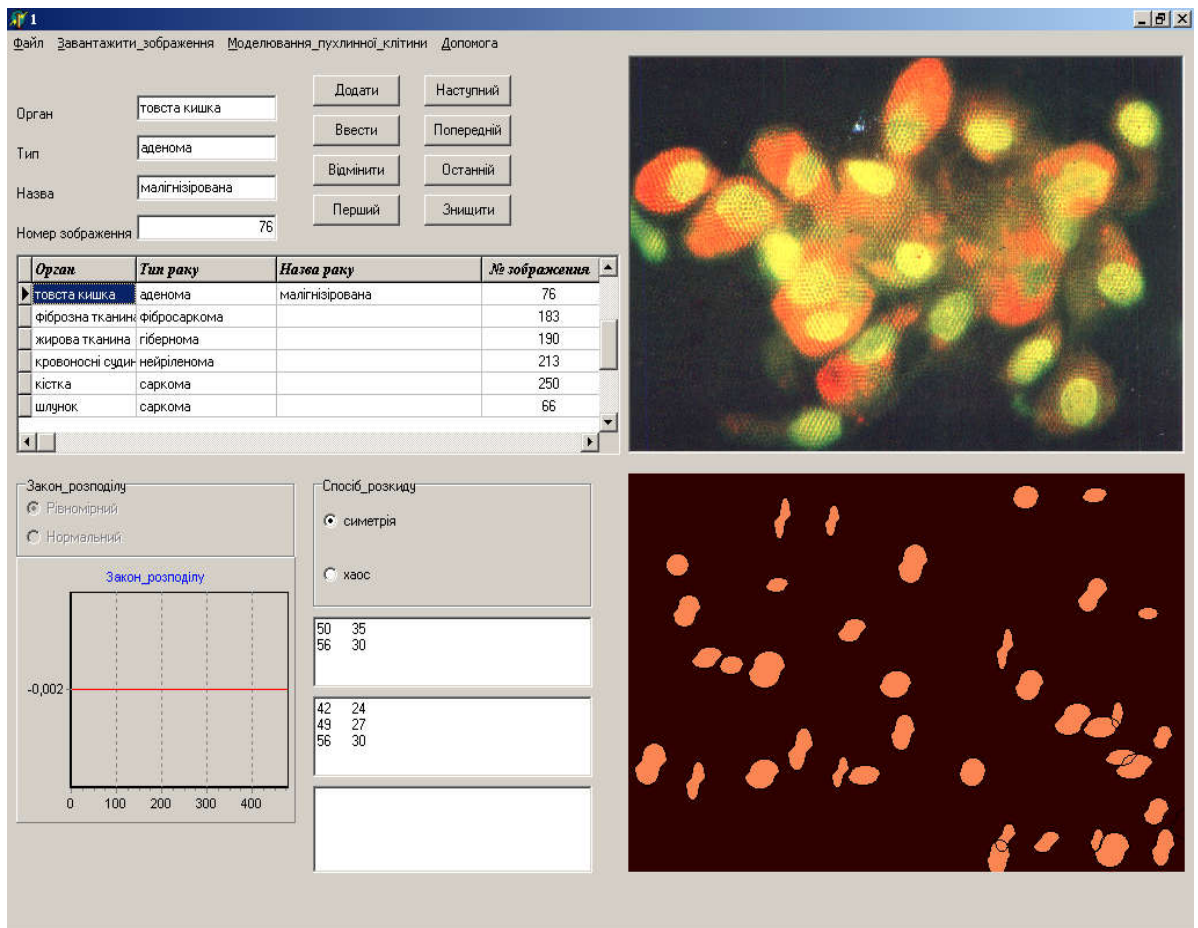 1
Файл Завантажити_зображення Моделювання_пухлинної_клітини Допомога
Орган товста кишка
Тип аденома
Назва малігнізірована
Номер зображення 76
Додати Наступний
Ввести Попередній
Відмінити Останній
Перший Знищити
Орган Тип раку Назва раку № зображення
товста кишка аденома малігнізірована 76
фіброзна тканина фібросаркома 183
жирова тканина гібернома 190
кровоносні судин нейріленома 213
кістка саркома 250
шлунок саркома 66
Закон_розподілу
Рівномірний
Нормальний
Закон_розподілу
-0,002
0 100 200 300 400
Спосіб_розкиду
симетрія
хаос
50 35
56 30
42 24
49 27
56 30